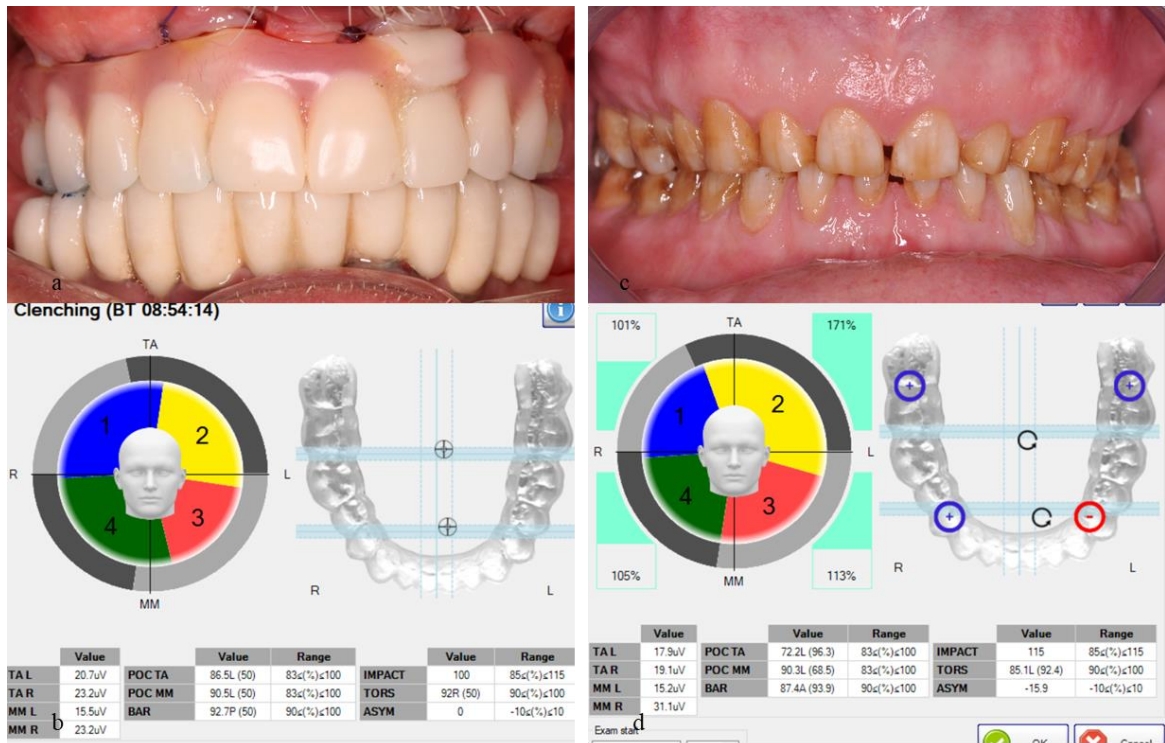 a
c
Clenching (BT 08:54:14)
TA
1
2
R
L
4
3
MM
R
L
Value
TA L 20.7uV
TA R 23.2uV
MM L 15.5uV
MM R 23.2uV
Value Range
POC TA 86.5L (50) 83≤(%)≤100
POC MM 90.5L (50) 83≤(%)≤100
BAR 92.7P (50) 90≤(%)≤100
Value Range
IMPACT 100 85≤(%)≤115
TORS 92R (50) 90≤(%)≤100
ASYM 0 -10≤(%)≤10
b
101%
TA
171%
1
2
R
L
4
3
105%
MM
113%
R
L
Value
TA L 17.9uV
TA R 19.1uV
MM L 15.2uV
MM R 31.1uV
Value Range
POC TA 72.2L (96.3) 83≤(%)≤100
POC MM 90.3L (68.5) 83≤(%)≤100
BAR 87.4A (93.9) 90≤(%)≤100
Value Range
IMPACT 115 85≤(%)≤115
TORS 85.1L (92.4) 90≤(%)≤100
ASYM -15.9 -10≤(%)≤10
d
Exam start